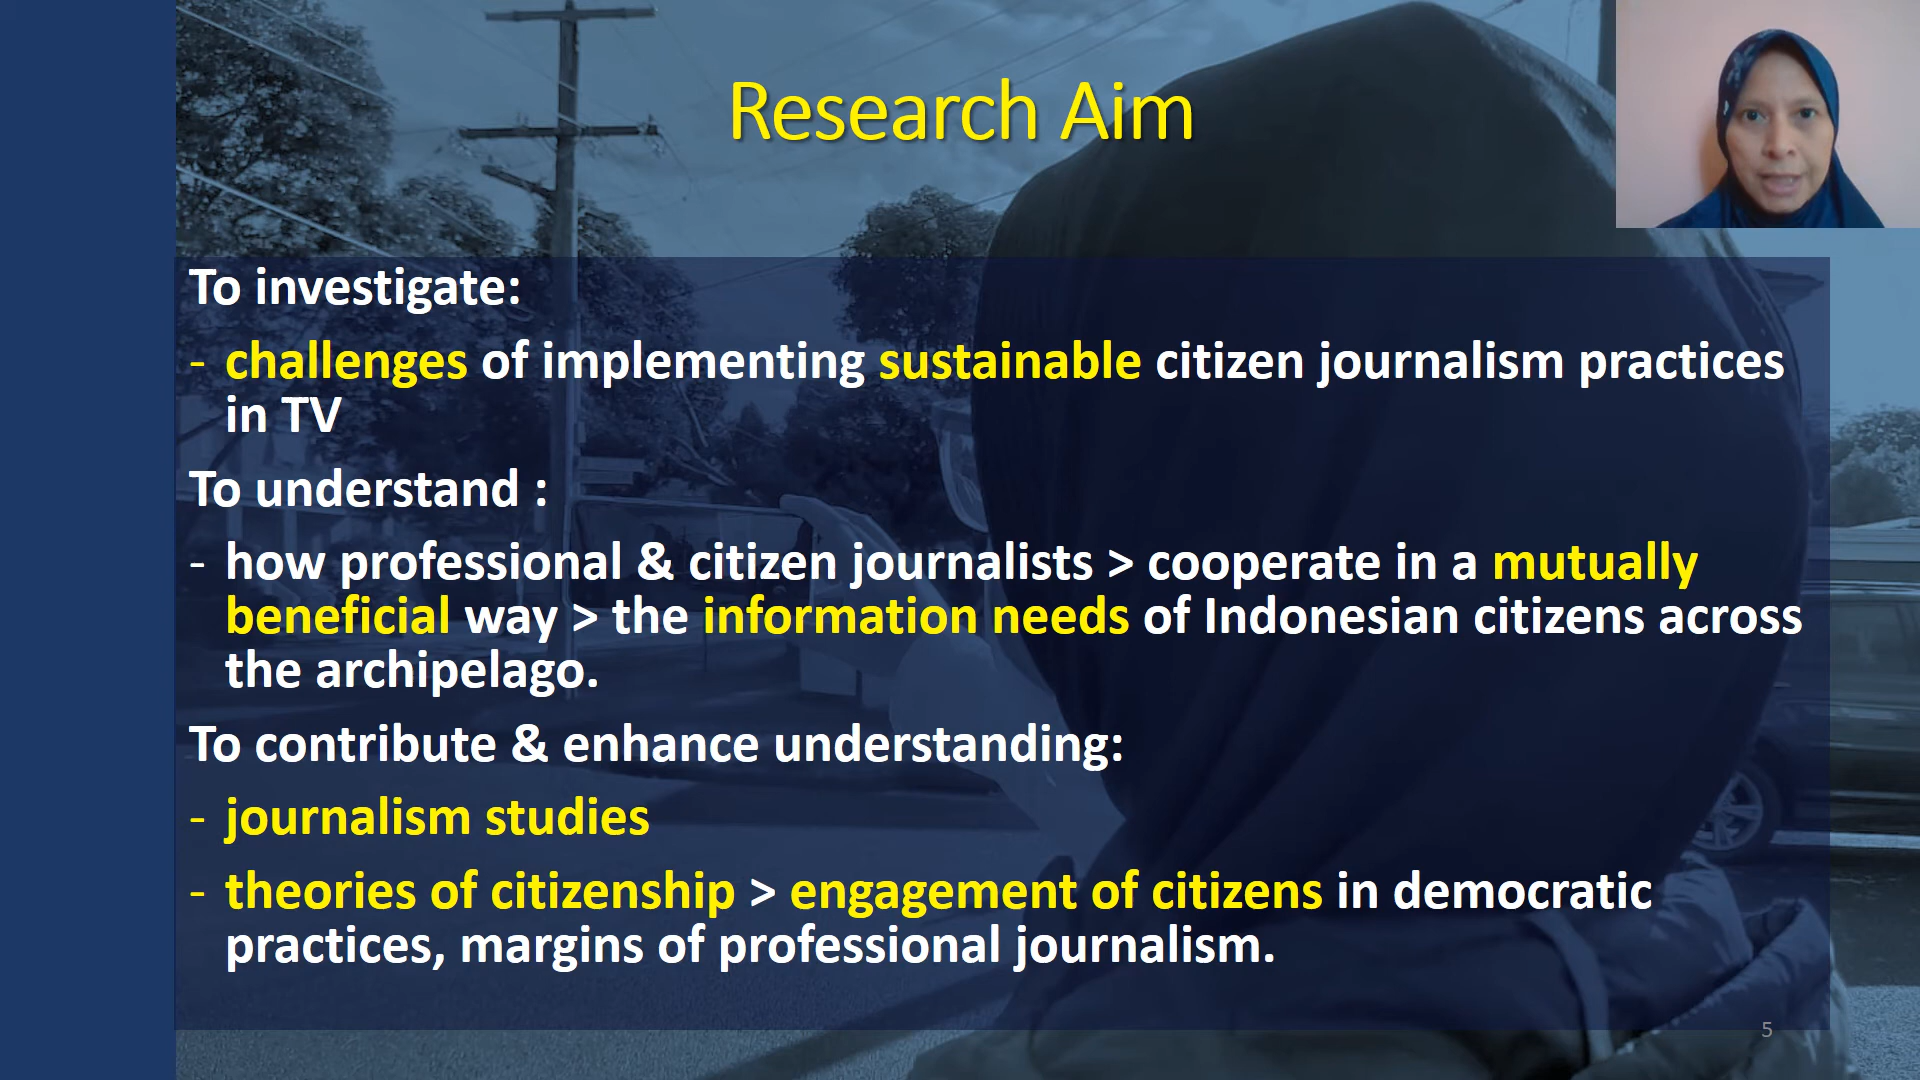 Research Aim
To investigate:
- challenges of implementing sustainable citizen journalism practices
in TV
To understand :
- how professional & citizen journalists > cooperate in a mutually
beneficial way > the information needs of Indonesian citizens across
the archipelago.
To contribute & enhance understanding:
- journalism studies
- theories of citizenship > engagement of citizens in democratic
practices, margins of professional journalism.
5